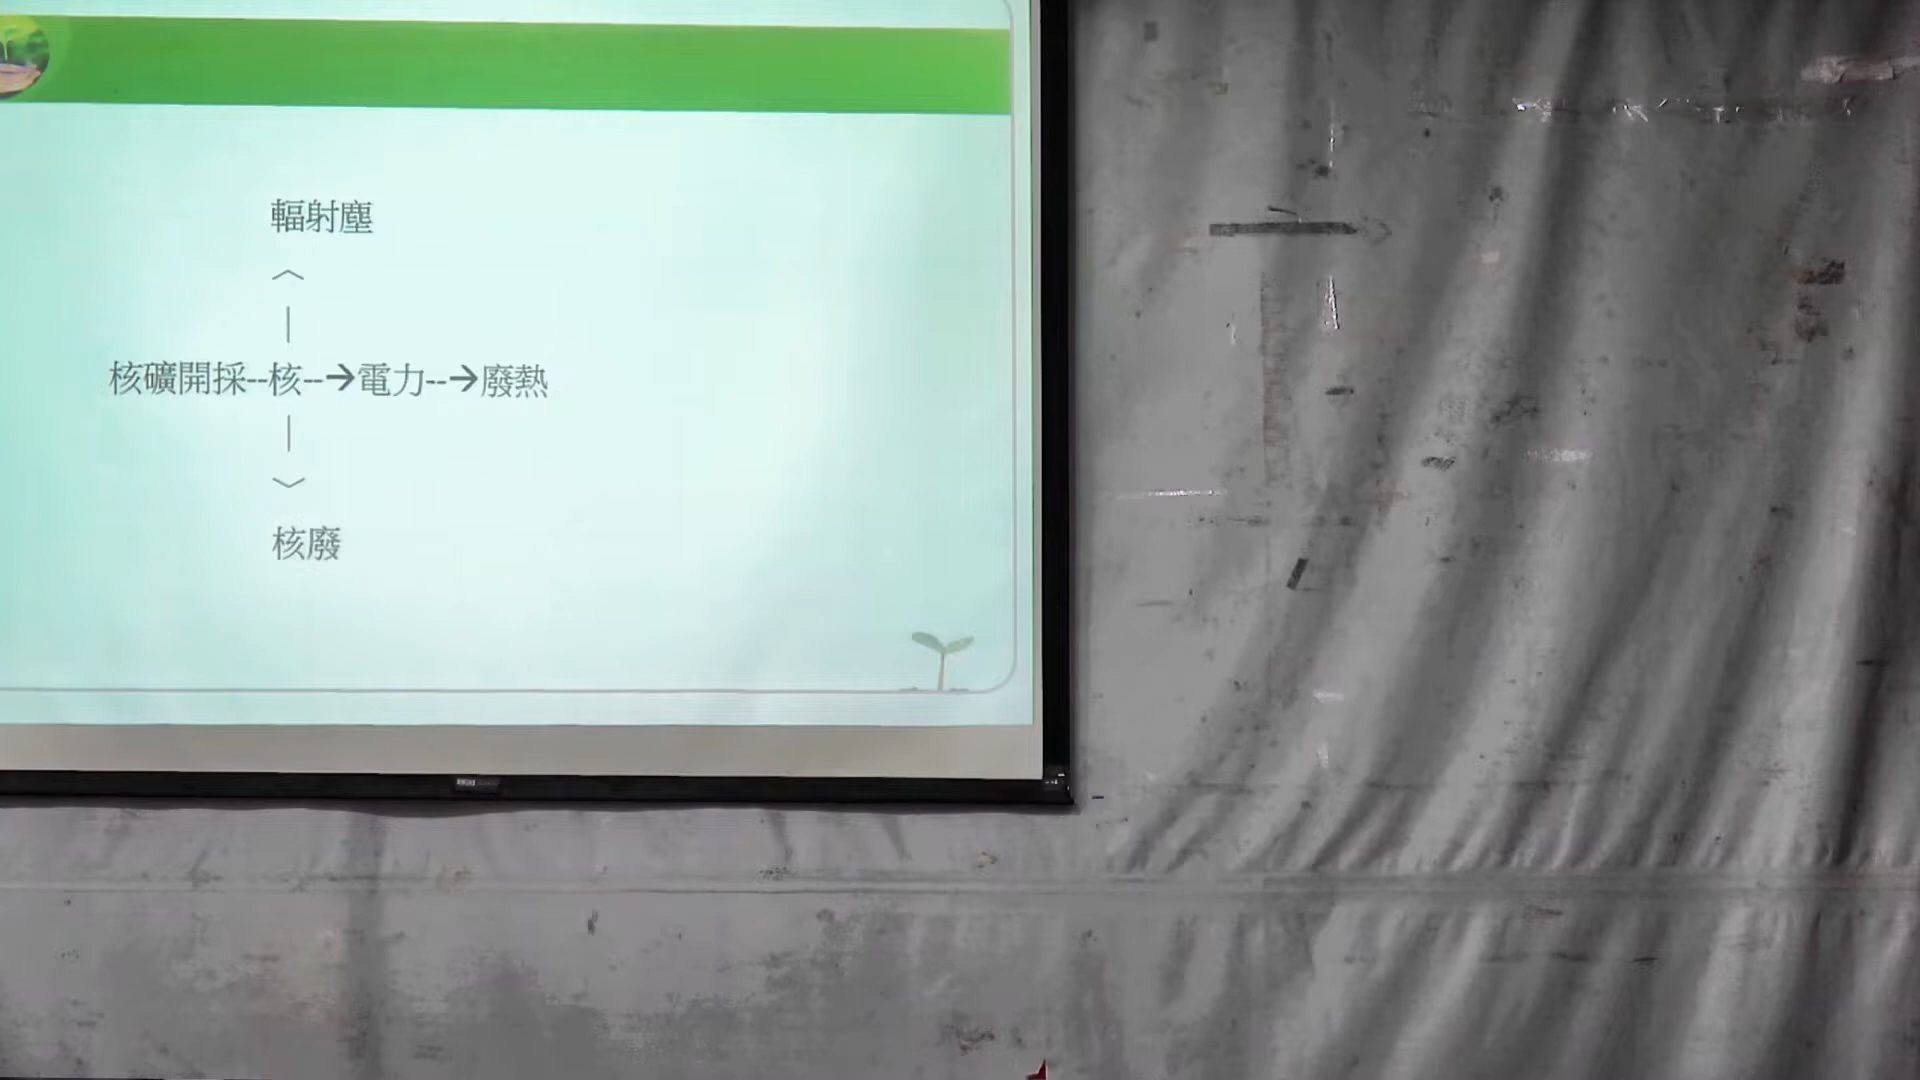 輻射塵
︿
|
核礦開採--核--→電力--→廢熱
|
﹀
核廢